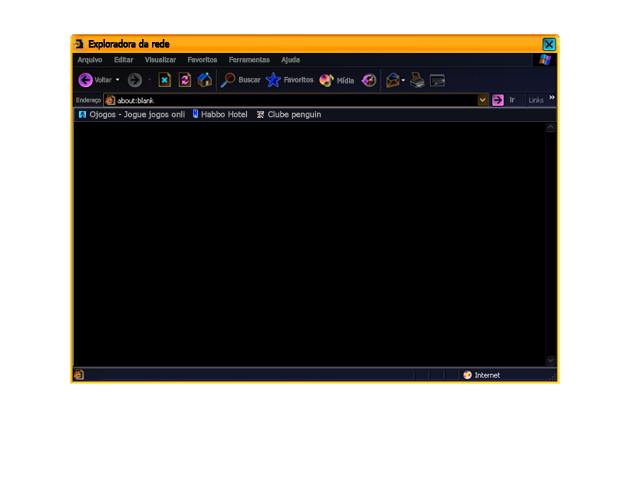 Exploradora da rede
Arquivo Editar Visualizar Favoritos Ferramentas Ajuda
Voltar Buscar Favoritos Mídia
Endereço about:blank Ir Links »
Ojogos - Jogue jogos onli Habbo Hotel Clube penguin
Internet